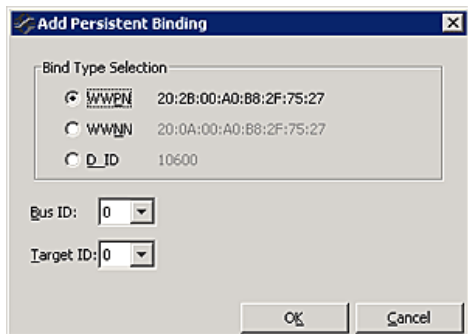 Add Persistent Binding
Bind Type Selection
WWPN 20:2B:00:A0:B8:2F:75:27
WWNN 20:0A:00:A0:B8:2F:75:27
D_ID 10600
Bus ID: 0
Target ID: 0
OK Cancel